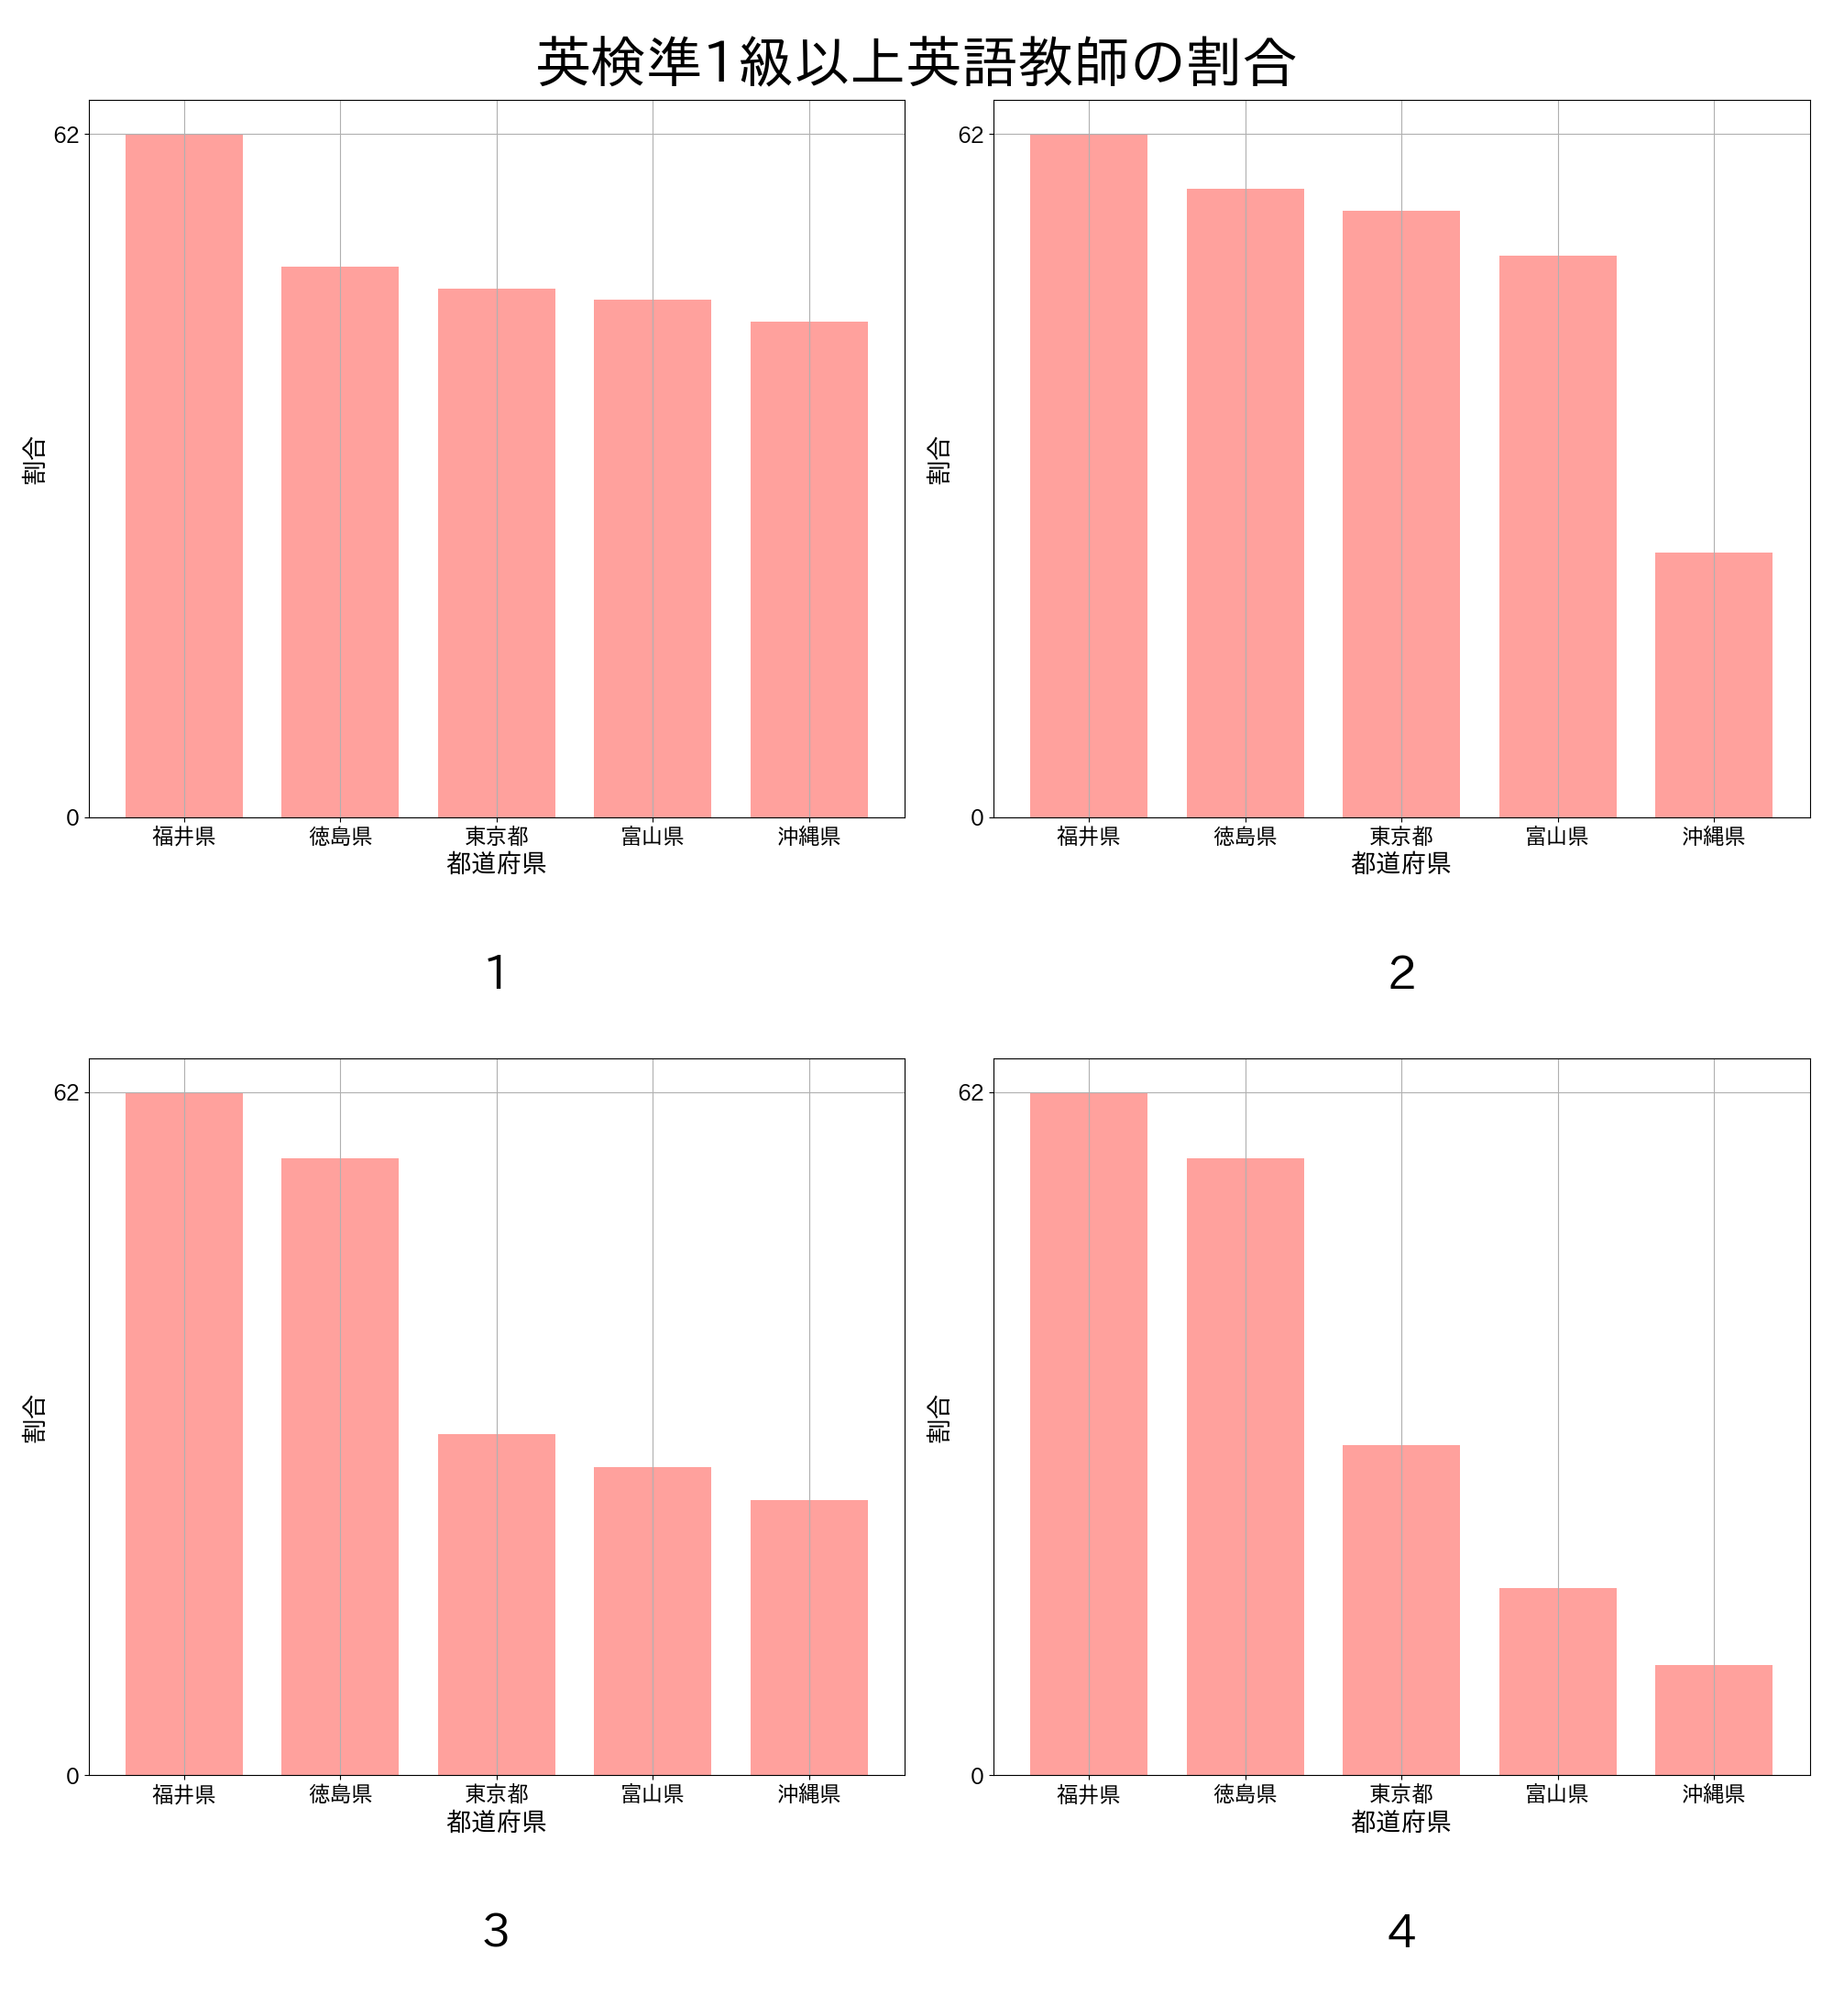 英検準1級以上英語教師の割合
62
0
割合
福井県 徳島県 東京都 富山県 沖縄県
都道府県
1
62
0
割合
福井県 徳島県 東京都 富山県 沖縄県
都道府県
2
62
0
割合
福井県 徳島県 東京都 富山県 沖縄県
都道府県
3
62
0
割合
福井県 徳島県 東京都 富山県 沖縄県
都道府県
4